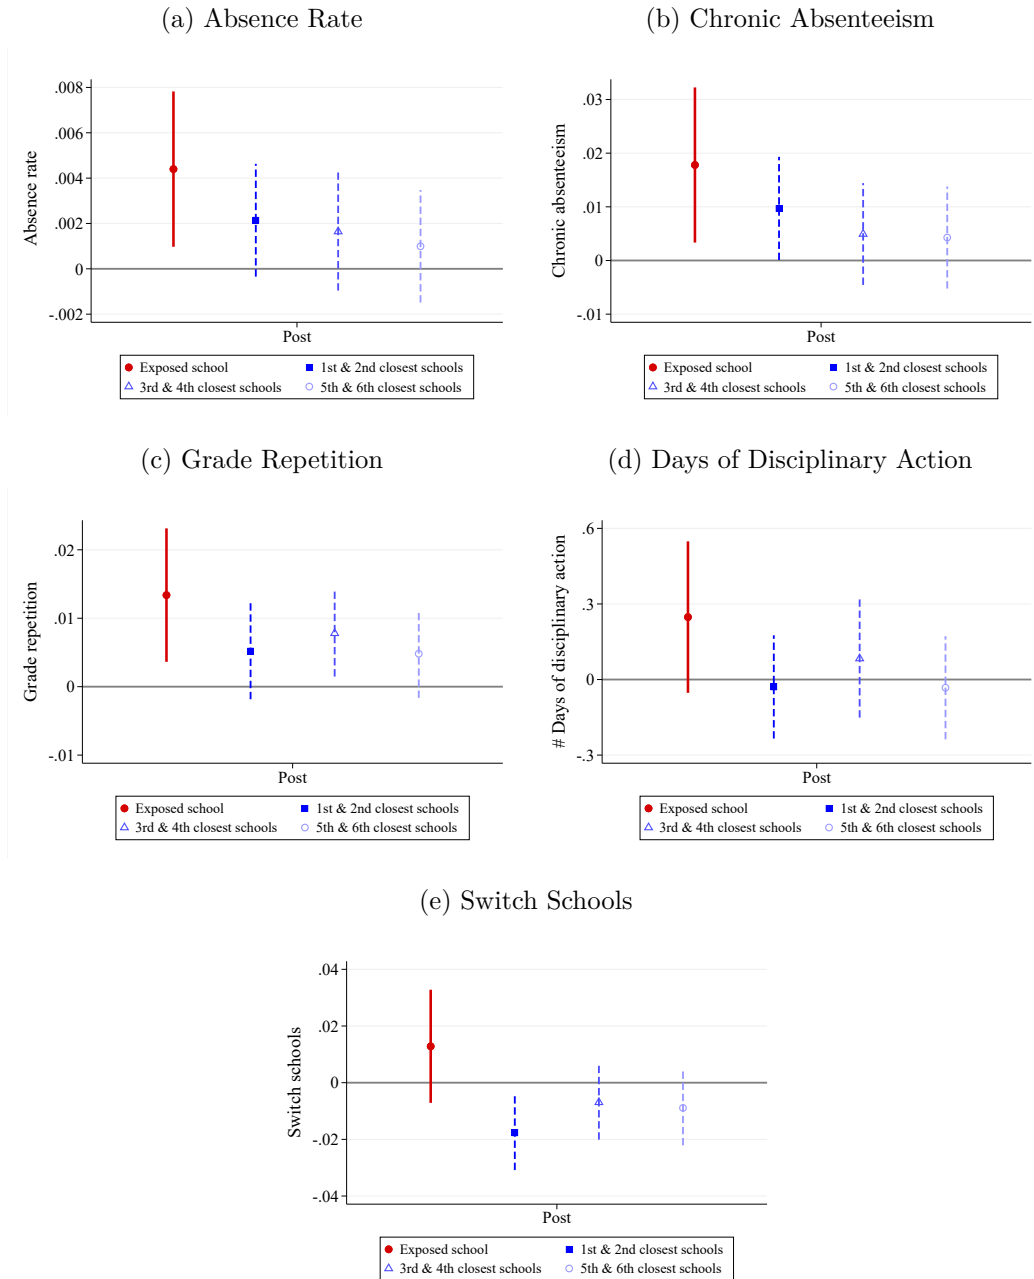 (a) Absence Rate
.008
.006
.004
.002
0
-.002
Absence rate
Post
Exposed school
1st & 2nd closest schools
3rd & 4th closest schools
5th & 6th closest schools
(b) Chronic Absenteeism
.03
.02
.01
0
-.01
Chronic absenteeism
Post
Exposed school
1st & 2nd closest schools
3rd & 4th closest schools
5th & 6th closest schools
(c) Grade Repetition
.02
.01
0
-.01
Grade repetition
Post
Exposed school
1st & 2nd closest schools
3rd & 4th closest schools
5th & 6th closest schools
(d) Days of Disciplinary Action
.6
.3
0
-.3
# Days of disciplinary action
Post
Exposed school
1st & 2nd closest schools
3rd & 4th closest schools
5th & 6th closest schools
(e) Switch Schools
.04
.02
0
-.02
-.04
Switch schools
Post
Exposed school
1st & 2nd closest schools
3rd & 4th closest schools
5th & 6th closest schools